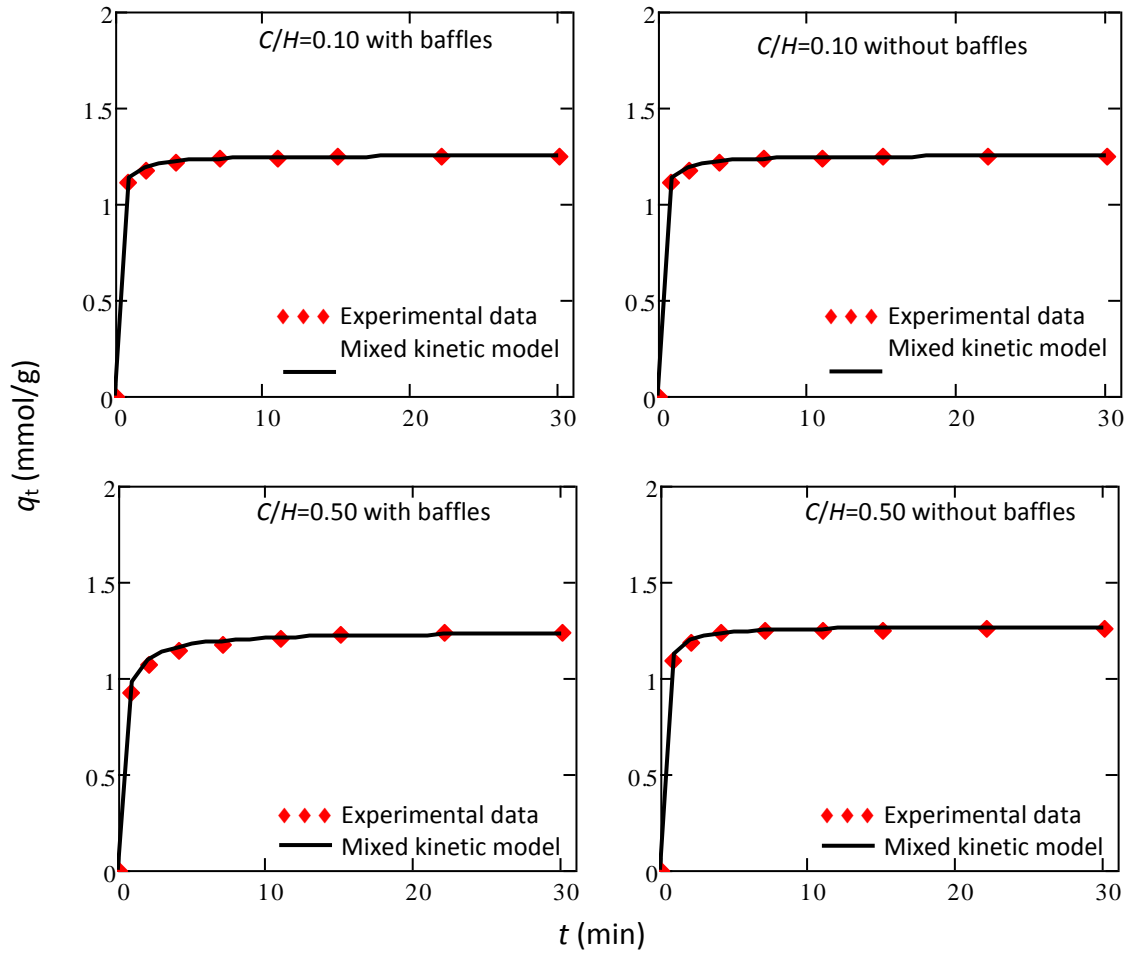 2
C/H=0.10 with baffles
1.5
1
0.5
Experimental data
Mixed kinetic model
0
0
10
20
30
2
C/H=0.10 without baffles
1.5
1
0.5
Experimental data
Mixed kinetic model
0
0
10
20
30
qt (mmol/g)
2
C/H=0.50 with baffles
1.5
1
0.5
Experimental data
Mixed kinetic model
0
0
10
20
30
2
C/H=0.50 without baffles
1.5
1
0.5
Experimental data
Mixed kinetic model
0
0
10
20
30
t (min)